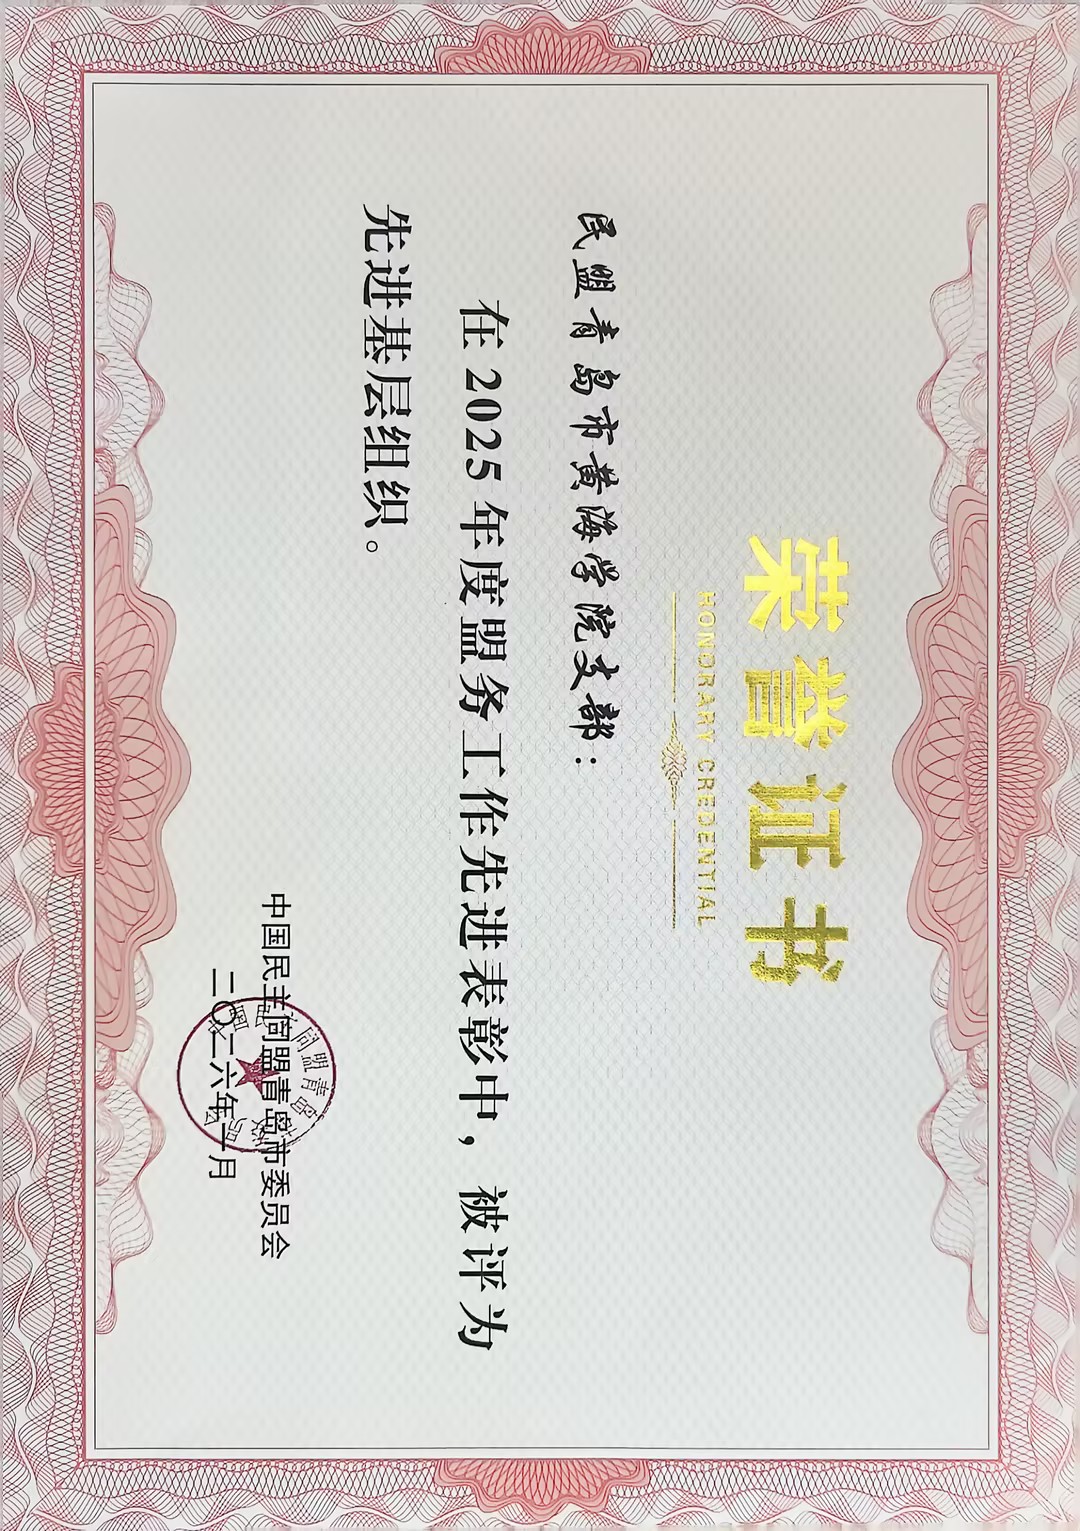 荣誉证书
HONORARY CREDENTIAL
民盟青岛市黄海学院支部：
在2025年度盟务工作先进表彰中，被评为
先进基层组织。
中国民主同盟青岛市委员会
二〇二六年一月